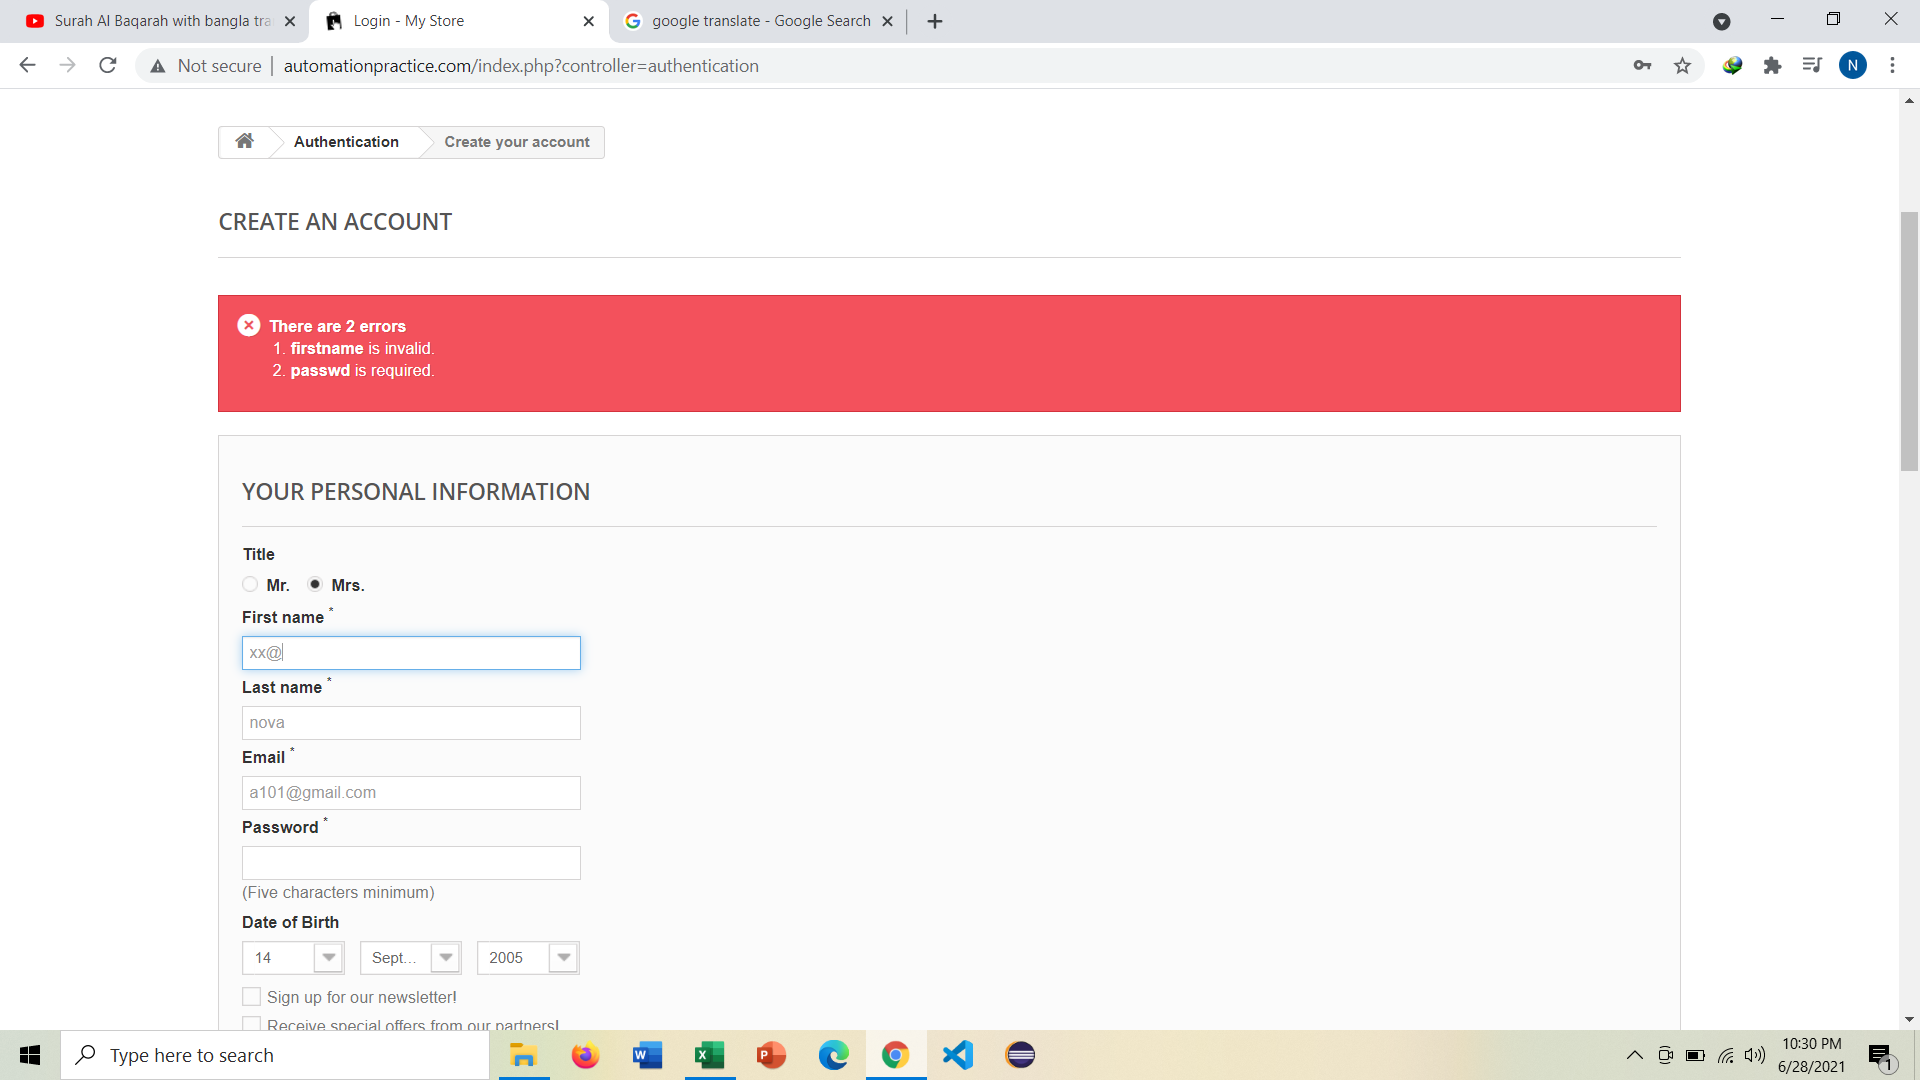 Surah Al Baqarah with bangla tra
Login - My Store
google translate - Google Search
Not secure
automationpractice.com/index.php?controller=authentication
N
Authentication
Create your account
CREATE AN ACCOUNT
There are 2 errors
1. firstname is invalid.
2. passwd is required.
YOUR PERSONAL INFORMATION
Title
Mr.
Mrs.
First name *
xx@
Last name *
nova
Email *
a101@gmail.com
Password *
(Five characters minimum)
Date of Birth
14
Sept...
2005
Sign up for our newsletter!
Receive special offers from our partners!
Type here to search
10:30 PM
6/28/2021
1